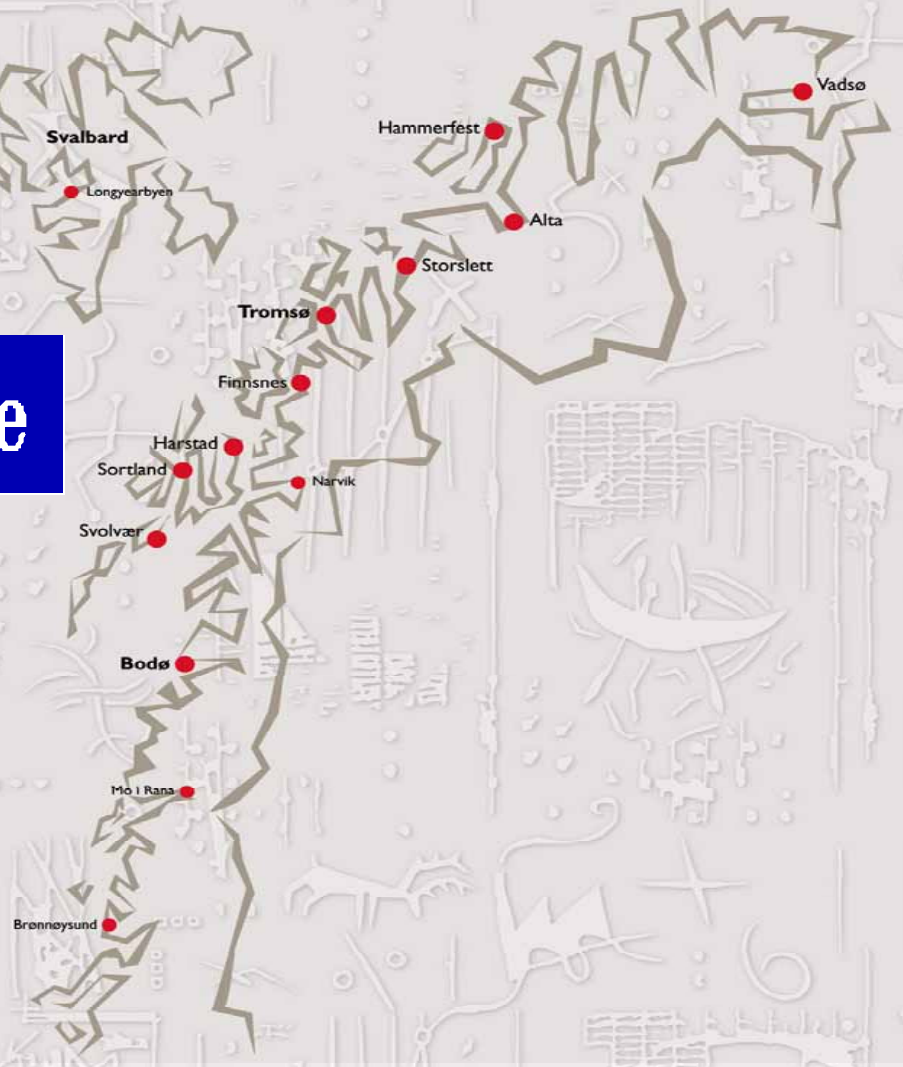 Vadsø
Hammerfest
Svalbard
Longyearbyen
Alta
Storslett
Tromsø
Finnsnes
e
Harstad
Sortland
Narvik
Svolvær
Bodø
Mo i Rana
Brønnøysund